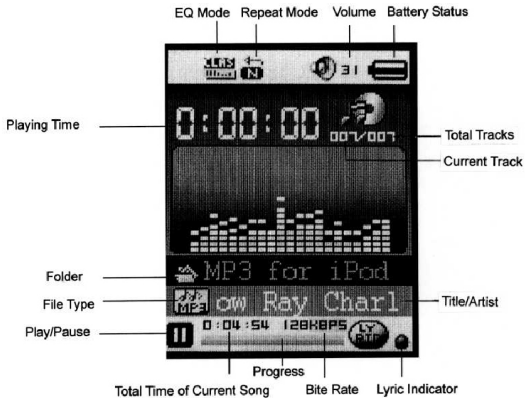 EQ Mode Repeat Mode Volume Battery Status
CLAS N 31
Playing Time 0:00:00
007/007 Total Tracks
Current Track
Folder MP3 for iPod
File Type MP3 ow Ray Charl Title/Artist
Play/Pause 0:04:54 128KBPS LY
Progress
Total Time of Current Song Bite Rate Lyric Indicator